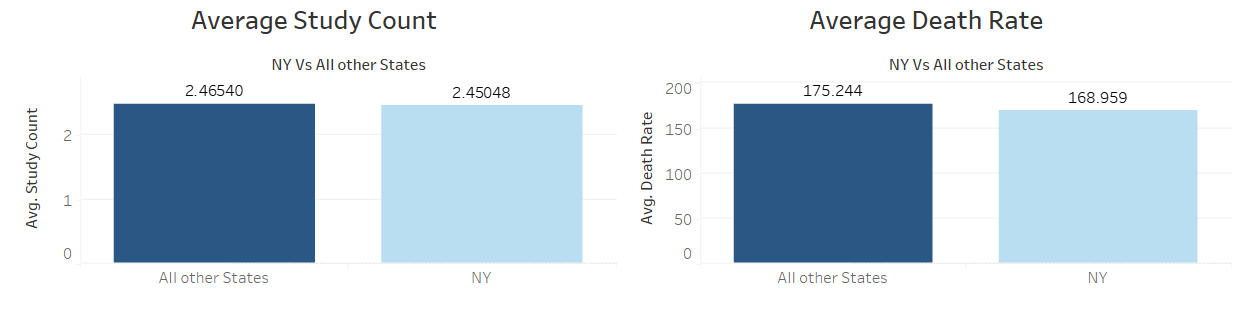 Average Study Count
NY Vs All other States
Avg. Study Count
2.46540
2.45048
2
1
0
All other States
NY
Average Death Rate
NY Vs All other States
Avg. Death Rate
175.244
168.959
200
150
100
50
0
All other States
NY